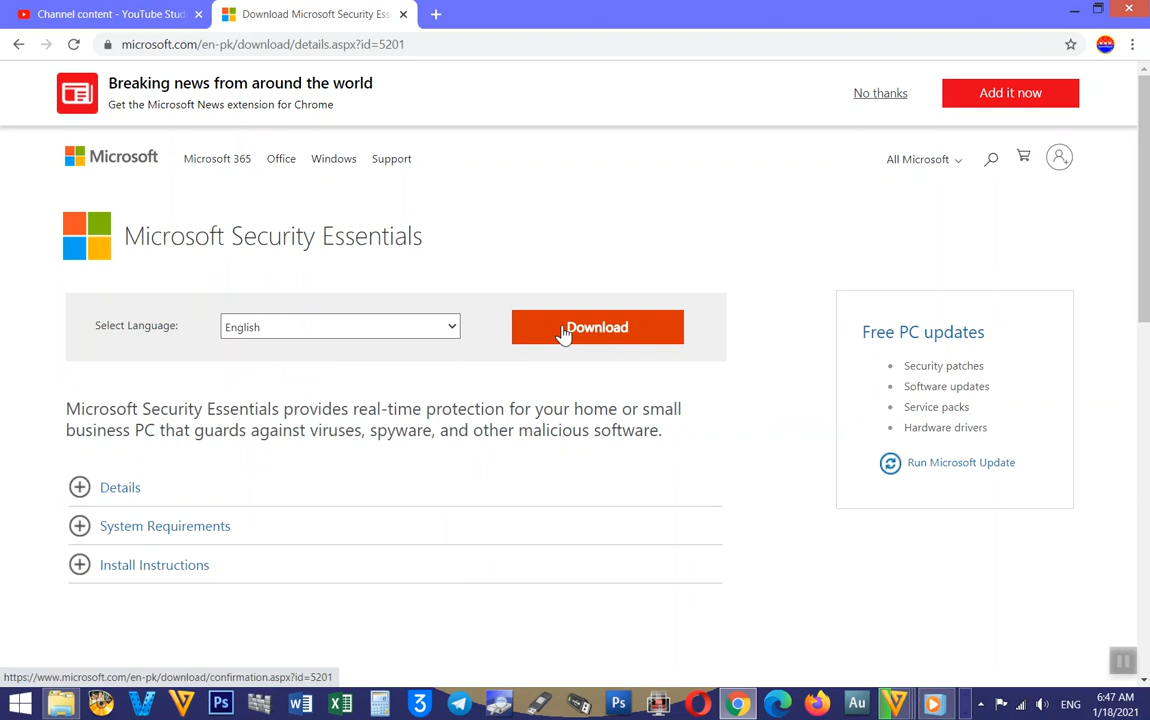 Channel content - YouTube Stud
Download Microsoft Security Ess
microsoft.com/en-pk/download/details.aspx?id=5201
Breaking news from around the world
Get the Microsoft News extension for Chrome
No thanks
Add it now
Microsoft
Microsoft 365
Office
Windows
Support
All Microsoft
Microsoft Security Essentials
Select Language:
English
Download
Free PC updates
Security patches
Software updates
Service packs
Hardware drivers
Run Microsoft Update
Microsoft Security Essentials provides real-time protection for your home or small
business PC that guards against viruses, spyware, and other malicious software.
Details
System Requirements
Install Instructions
https://www.microsoft.com/en-pk/download/confirmation.aspx?id=5201
Ps
Ps
Au
ENG
6:47 AM
1/18/2021